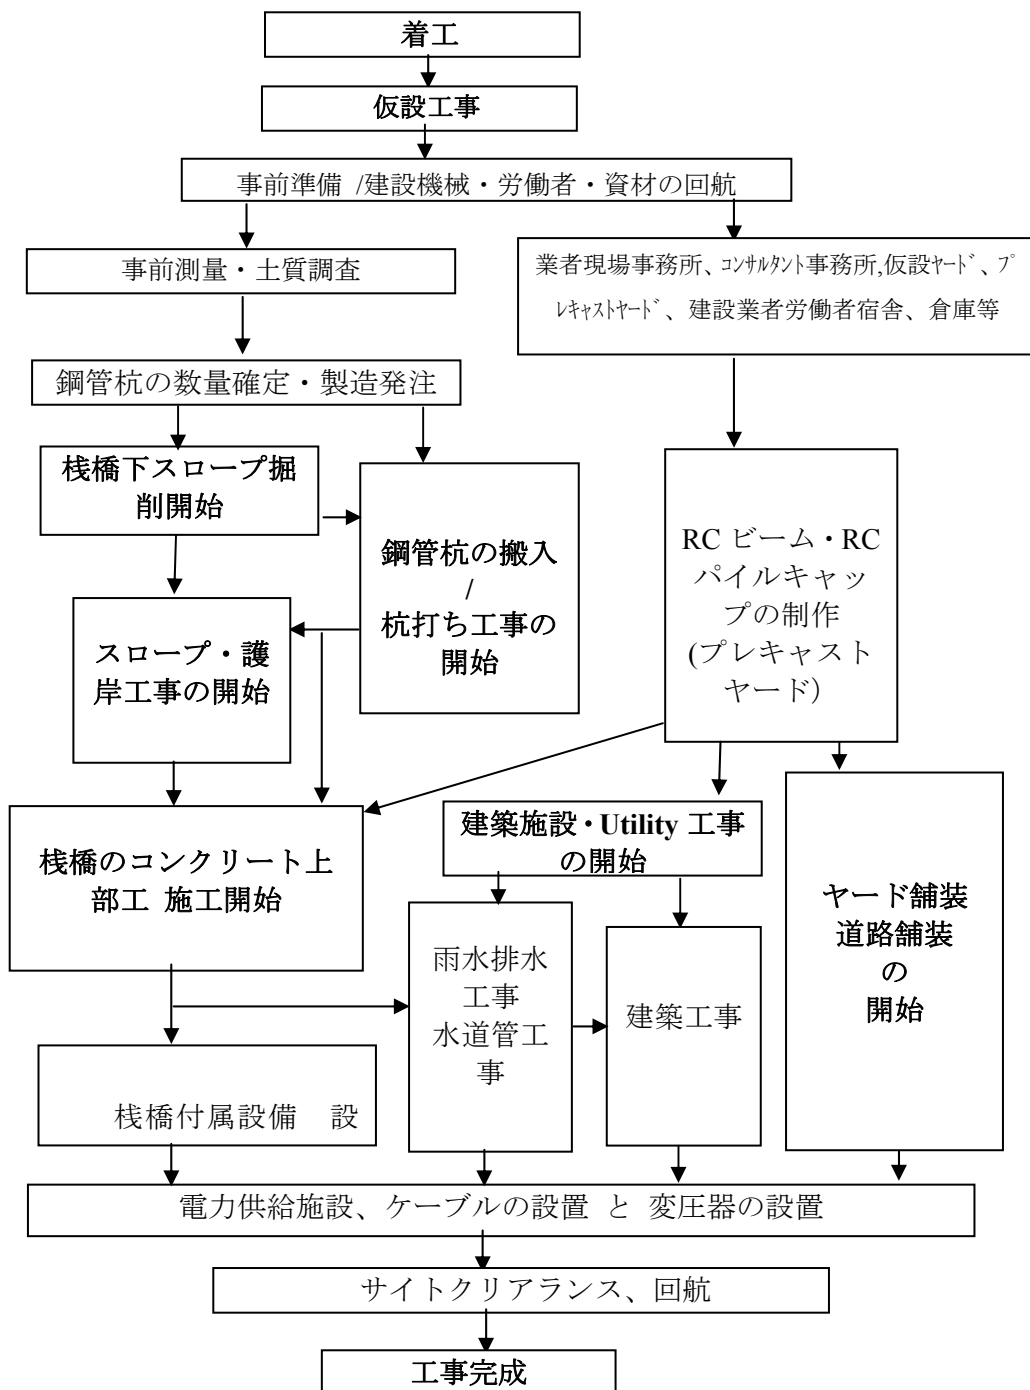 着工
仮設工事
事前準備 /建設機械・労働者・資材の回航
事前測量・土質調査
業者現場事務所、コンサルタント事務所,仮設ヤード、プ
レキャストヤード、建設業者労働者宿舎、倉庫等
鋼管杭の数量確定・製造発注
桟橋下スロープ掘
削開始
鋼管杭の搬入
/
杭打ち工事の
開始
RC ビーム・RC
パイルキャッ
プの制作
(プレキャスト
ヤード）
スロープ・護
岸工事の開始
建築施設・Utility 工事
の開始
桟橋のコンクリート上
部工 施工開始
ヤード舗装
道路舗装
の
開始
雨水排水
工事
水道管工
事
建築工事
桟橋付属設備 設
電力供給施設、ケーブルの設置 と 変圧器の設置
サイトクリアランス、回航
工事完成